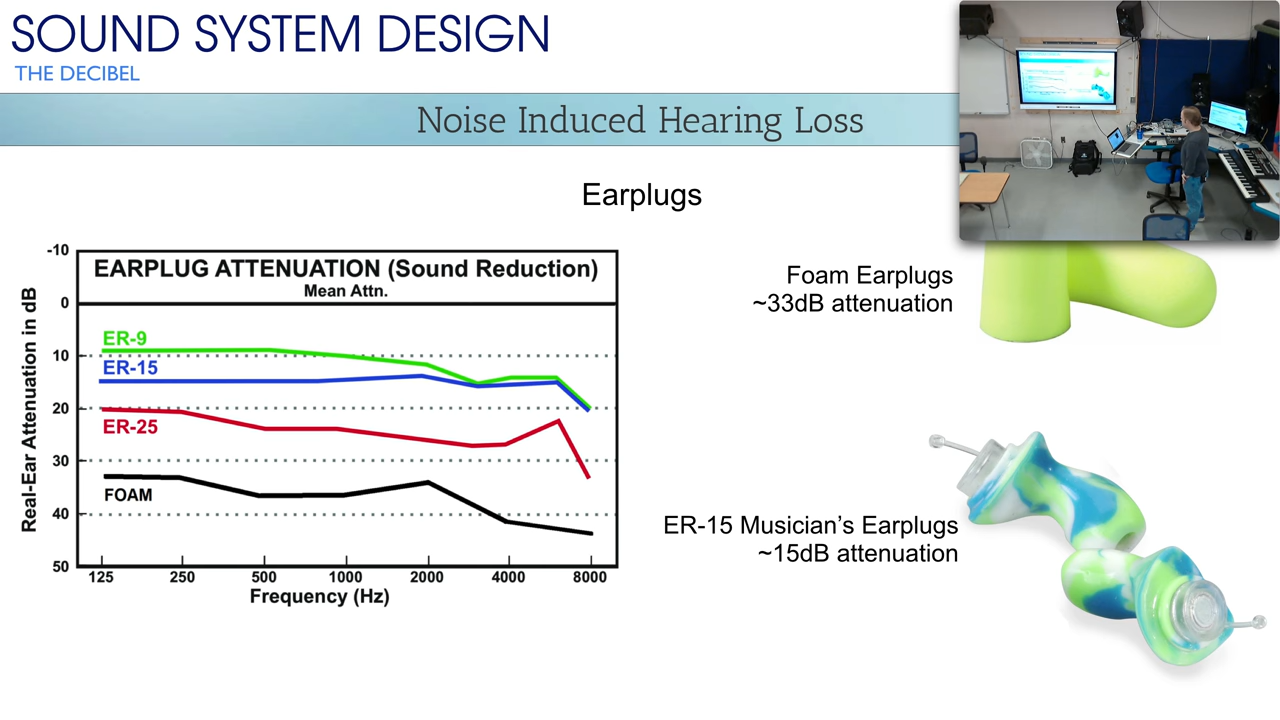 SOUND SYSTEM DESIGN
THE DECIBEL
Noise Induced Hearing Loss
Earplugs
EARPLUG ATTENUATION (Sound Reduction)
Mean Attn.
Real-Ear Attenuation in dB
-10
0
10
20
30
40
50
ER-9
ER-15
ER-25
FOAM
125 250 500 1000 2000 4000 8000
Frequency (Hz)
Foam Earplugs
~33dB attenuation
ER-15 Musician’s Earplugs
~15dB attenuation